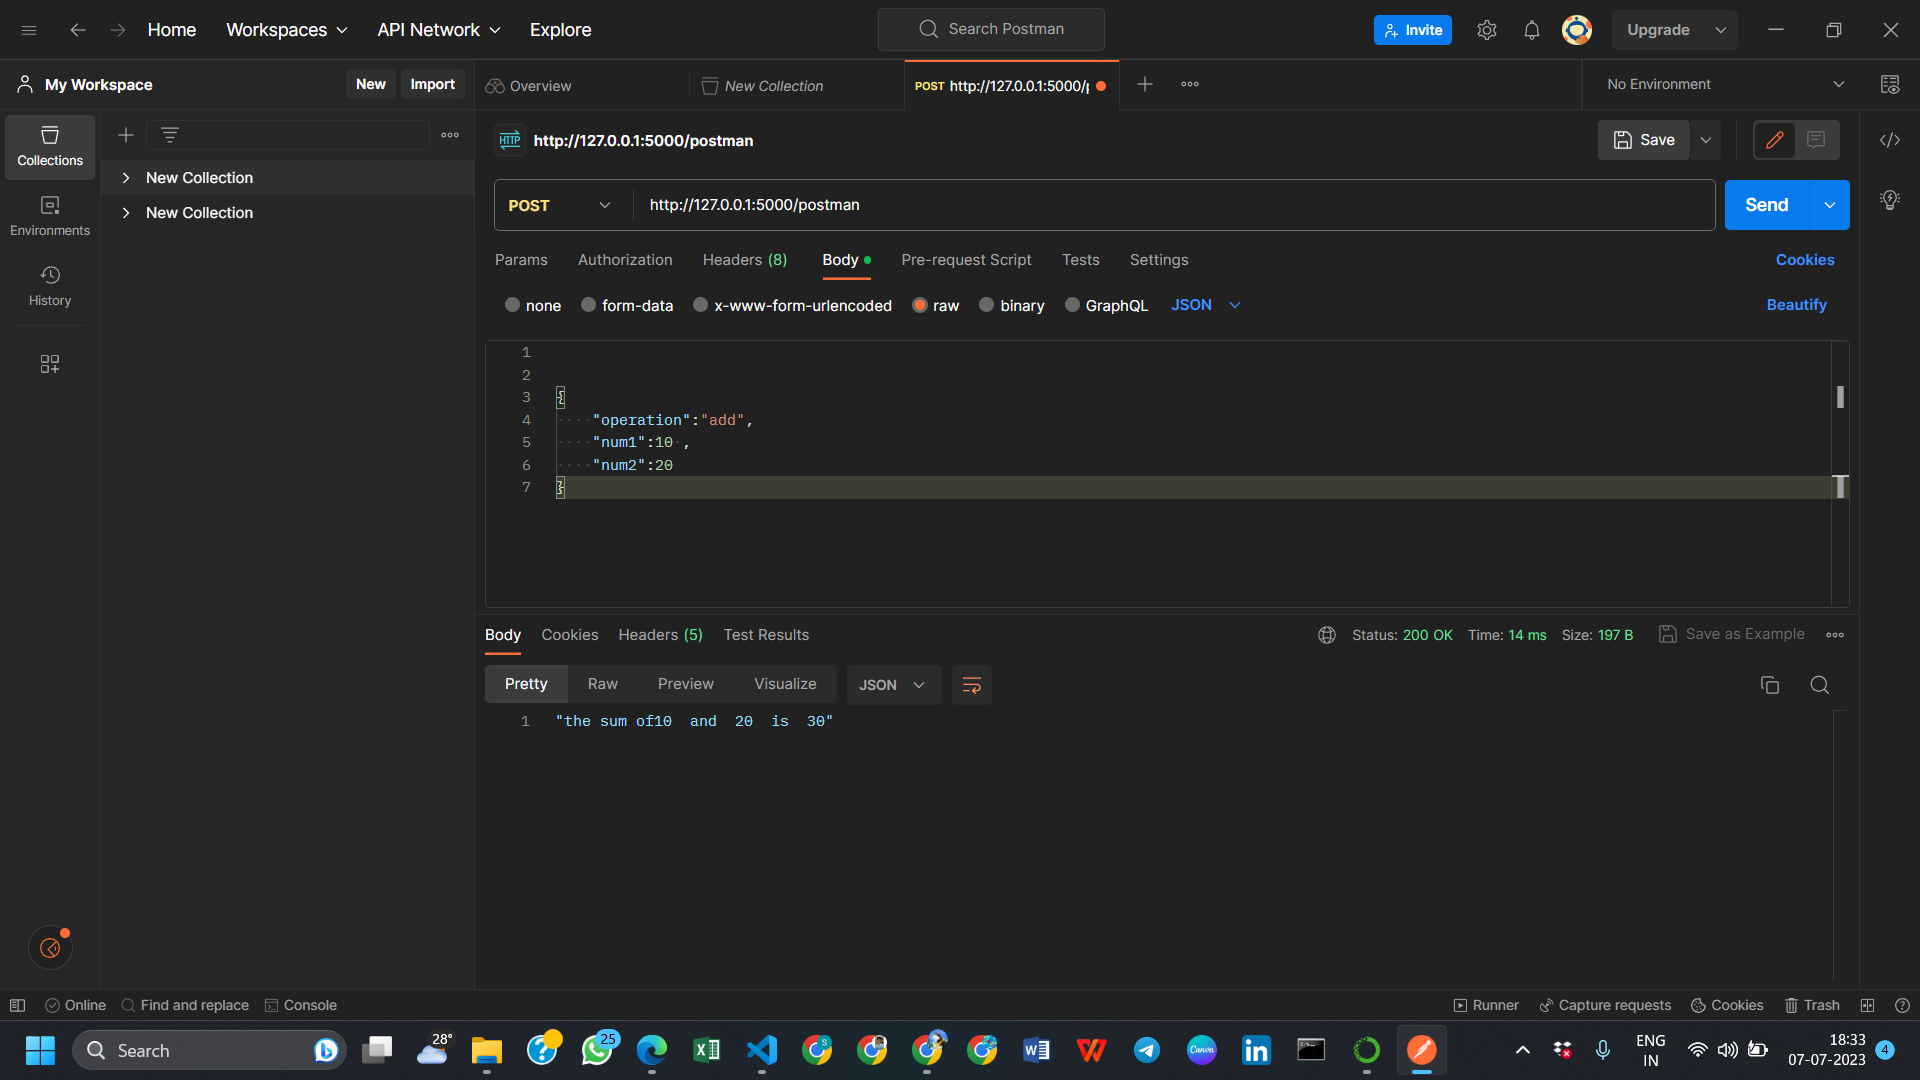 Home Workspaces API Network Explore Search Postman Invite Upgrade
My Workspace New Import Overview New Collection POST http://127.0.0.1:5000/p No Environment
Collections
Environments
History
New Collection
New Collection
HTTP http://127.0.0.1:5000/postman Save
POST http://127.0.0.1:5000/postman Send
Params Authorization Headers (8) Body Pre-request Script Tests Settings Cookies
none form-data x-www-form-urlencoded raw binary GraphQL JSON Beautify
1
2
3 {
4 "operation":"add",
5 "num1":10 ,
6 "num2":20
7 }
Body Cookies Headers (5) Test Results Status: 200 OK Time: 14 ms Size: 197 B Save as Example
Pretty Raw Preview Visualize JSON
1 "the sum of10  and  20  is  30"
Online Find and replace Console Runner Capture requests Cookies Trash
Search 28° 25 S Canva ENG 18:33
IN 07-07-2023 4